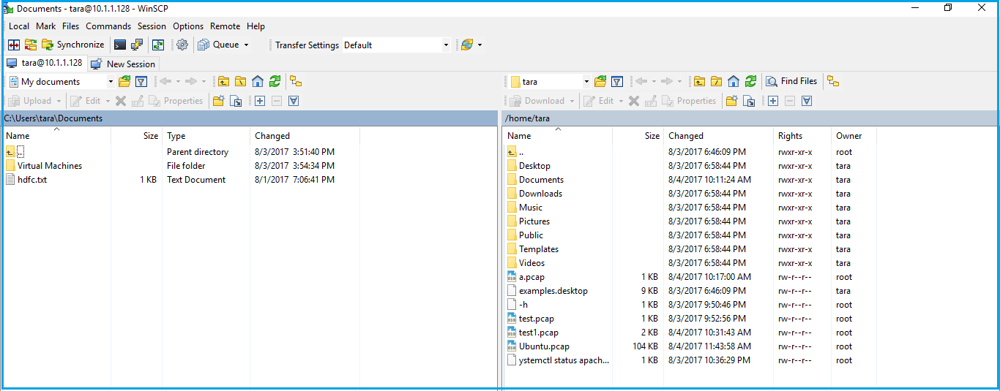 Documents - tara@10.1.1.128 - WinSCP
Local Mark Files Commands Session Options Remote Help
Synchronize Queue Transfer Settings Default
tara@10.1.1.128 New Session
My documents
Upload Edit Properties
C:\Users\tara\Documents
Name Size Type Changed
.. Parent directory 8/3/2017 3:51:40 PM
Virtual Machines File folder 8/3/2017 3:54:34 PM
hdfc.txt 1 KB Text Document 8/1/2017 7:06:41 PM
tara Find Files
Download Edit Properties
/home/tara
Name Size Changed Rights Owner
.. 8/3/2017 6:46:09 PM rwxr-xr-x root
Desktop 8/3/2017 6:58:44 PM rwxr-xr-x tara
Documents 8/4/2017 10:11:24 AM rwxr-xr-x tara
Downloads 8/3/2017 6:58:44 PM rwxr-xr-x tara
Music 8/3/2017 6:58:44 PM rwxr-xr-x tara
Pictures 8/3/2017 6:58:44 PM rwxr-xr-x tara
Public 8/3/2017 6:58:44 PM rwxr-xr-x tara
Templates 8/3/2017 6:58:44 PM rwxr-xr-x tara
Videos 8/3/2017 6:58:44 PM rwxr-xr-x tara
a.pcap 1 KB 8/4/2017 10:17:00 AM rw-r--r-- root
examples.desktop 9 KB 8/3/2017 6:46:09 PM rw-r--r-- tara
-h 1 KB 8/3/2017 9:50:46 PM rw-r--r-- root
test.pcap 1 KB 8/3/2017 9:52:56 PM rw-r--r-- root
test1.pcap 2 KB 8/4/2017 10:31:43 AM rw-r--r-- root
Ubuntu.pcap 104 KB 8/4/2017 11:43:58 AM rw-r--r-- root
ystemctl status apach... 1 KB 8/3/2017 10:36:29 PM rw-r--r-- root